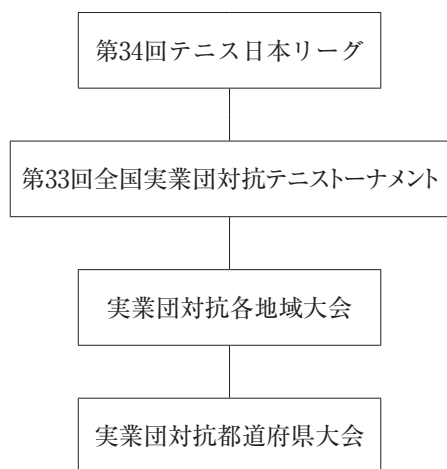 第34回テニス日本リーグ
第33回全国実業団対抗テニストーナメント
実業団対抗各地域大会
実業団対抗都道府県大会